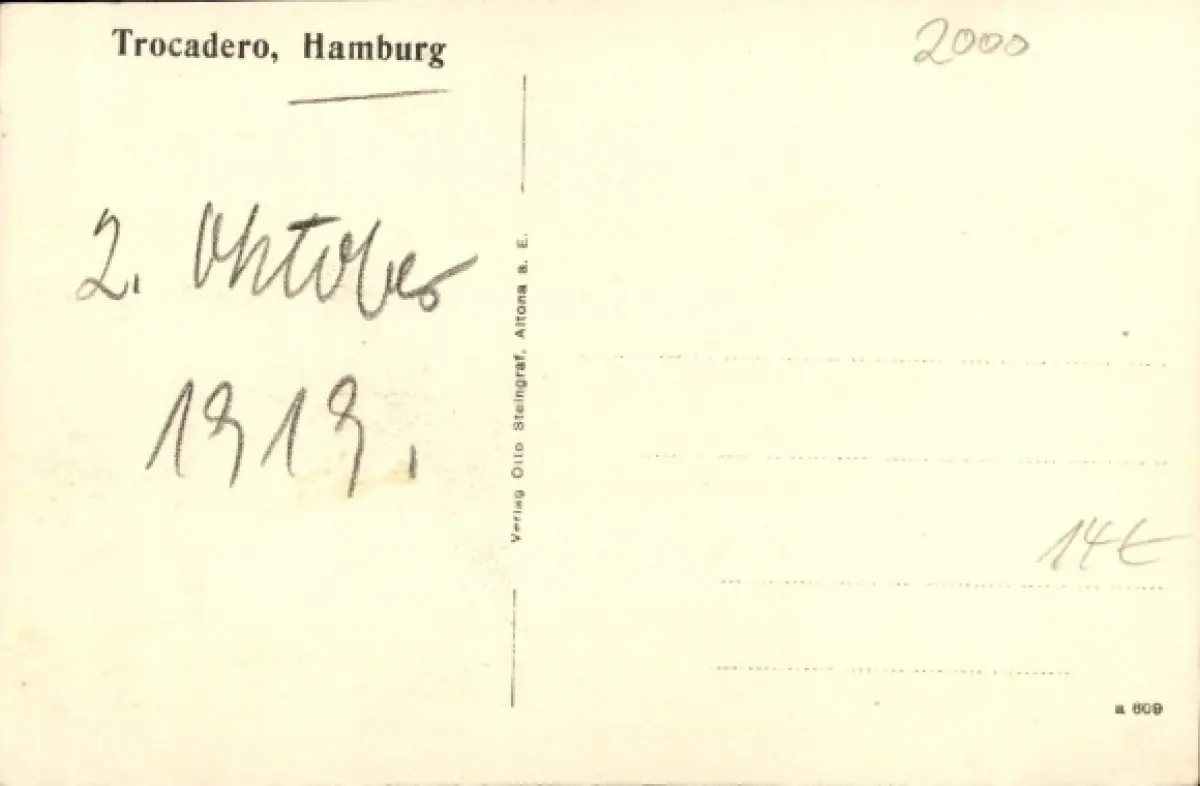 Trocadero, Hamburg
2000
2. Oktober
1919.
Verlag Otto Steingraf, Altona a. E.
14€
a 609